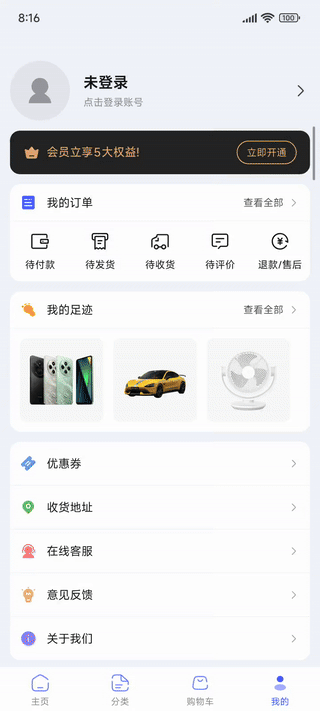 8:16
100
未登录
点击登录账号
会员立享5大权益!
立即开通
我的订单
查看全部
待付款
待发货
待收货
待评价
退款/售后
我的足迹
查看全部
优惠券
收货地址
在线客服
意见反馈
关于我们
主页
分类
购物车
我的